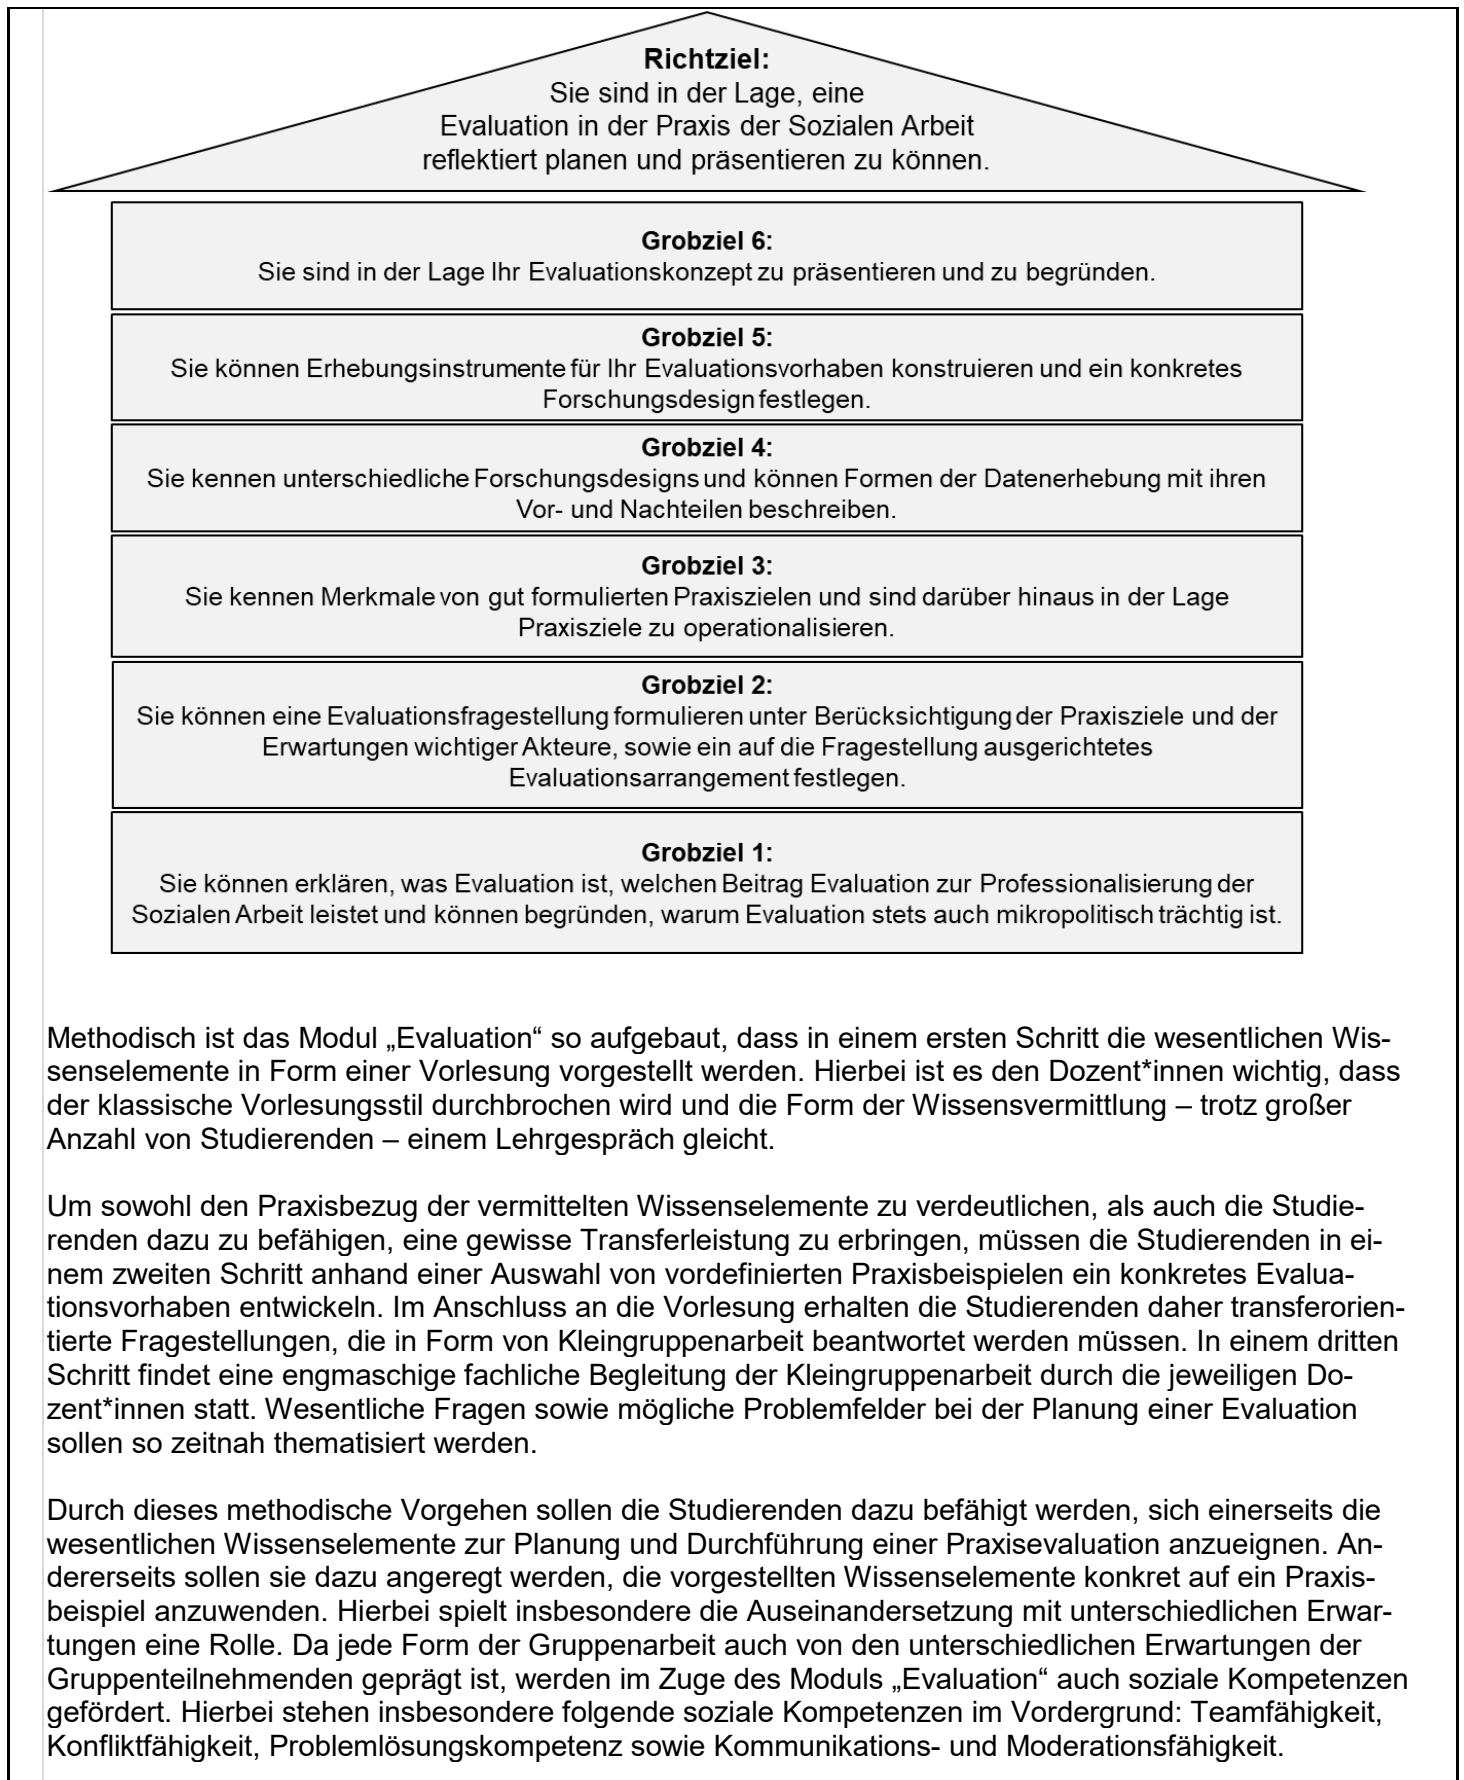 Richtziel:
Sie sind in der Lage, eine
Evaluation in der Praxis der Sozialen Arbeit
reflektiert planen und präsentieren zu können.
Grobziel 6:
Sie sind in der Lage Ihr Evaluationskonzept zu präsentieren und zu begründen.
Grobziel 5:
Sie können Erhebungsinstrumente für Ihr Evaluationsvorhaben konstruieren und ein konkretes
Forschungsdesign festlegen.
Grobziel 4:
Sie kennen unterschiedliche Forschungsdesigns und können Formen der Datenerhebung mit ihren
Vor- und Nachteilen beschreiben.
Grobziel 3:
Sie kennen Merkmale von gut formulierten Praxiszielen und sind darüber hinaus in der Lage
Praxisziele zu operationalisieren.
Grobziel 2:
Sie können eine Evaluationsfragestellung formulieren unter Berücksichtigung der Praxisziele und der
Erwartungen wichtiger Akteure, sowie ein auf die Fragestellung ausgerichtetes
Evaluationsarrangement festlegen.
Grobziel 1:
Sie können erklären, was Evaluation ist, welchen Beitrag Evaluation zur Professionalisierung der
Sozialen Arbeit leistet und können begründen, warum Evaluation stets auch mikropolitisch trächtig ist.
Methodisch ist das Modul „Evaluation“ so aufgebaut, dass in einem ersten Schritt die wesentlichen Wis-
senselemente in Form einer Vorlesung vorgestellt werden. Hierbei ist es den Dozent*innen wichtig, dass
der klassische Vorlesungsstil durchbrochen wird und die Form der Wissensvermittlung – trotz großer
Anzahl von Studierenden – einem Lehrgespräch gleicht.
Um sowohl den Praxisbezug der vermittelten Wissenselemente zu verdeutlichen, als auch die Studie-
renden dazu zu befähigen, eine gewisse Transferleistung zu erbringen, müssen die Studierenden in ei-
nem zweiten Schritt anhand einer Auswahl von vordefinierten Praxisbeispielen ein konkretes Evalua-
tionsvorhaben entwickeln. Im Anschluss an die Vorlesung erhalten die Studierenden daher transferorien-
tierte Fragestellungen, die in Form von Kleingruppenarbeit beantwortet werden müssen. In einem dritten
Schritt findet eine engmaschige fachliche Begleitung der Kleingruppenarbeit durch die jeweiligen Do-
zent*innen statt. Wesentliche Fragen sowie mögliche Problemfelder bei der Planung einer Evaluation
sollen so zeitnah thematisiert werden.
Durch dieses methodische Vorgehen sollen die Studierenden dazu befähigt werden, sich einerseits die
wesentlichen Wissenselemente zur Planung und Durchführung einer Praxisevaluation anzueignen. An-
dererseits sollen sie dazu angeregt werden, die vorgestellten Wissenselemente konkret auf ein Praxis-
beispiel anzuwenden. Hierbei spielt insbesondere die Auseinandersetzung mit unterschiedlichen Erwar-
tungen eine Rolle. Da jede Form der Gruppenarbeit auch von den unterschiedlichen Erwartungen der
Gruppenteilnehmenden geprägt ist, werden im Zuge des Moduls „Evaluation“ auch soziale Kompetenzen
gefördert. Hierbei stehen insbesondere folgende soziale Kompetenzen im Vordergrund: Teamfähigkeit,
Konfliktfähigkeit, Problemlösungskompetenz sowie Kommunikations- und Moderationsfähigkeit.